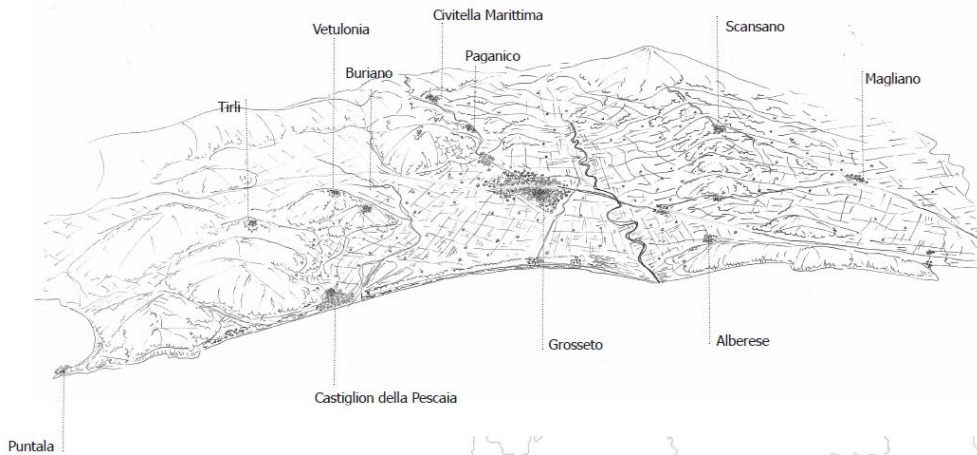 Civitella Marittima
Vetulonia
Scansano
Paganico
Buriano
Magliano
Tirli
Grosseto
Alberese
Castiglion della Pescaia
Puntala